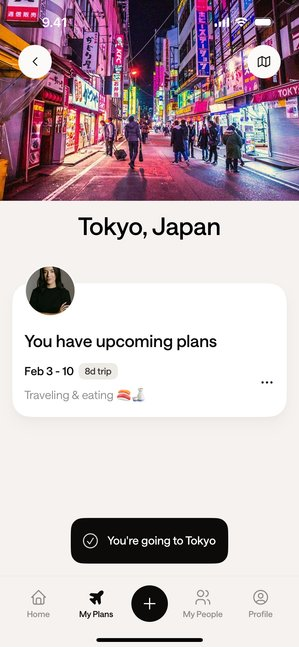 9:41
Tokyo, Japan
You have upcoming plans
Feb 3 - 10 8d trip
Traveling & eating 🍣🍶
You're going to Tokyo
Home My Plans My People Profile